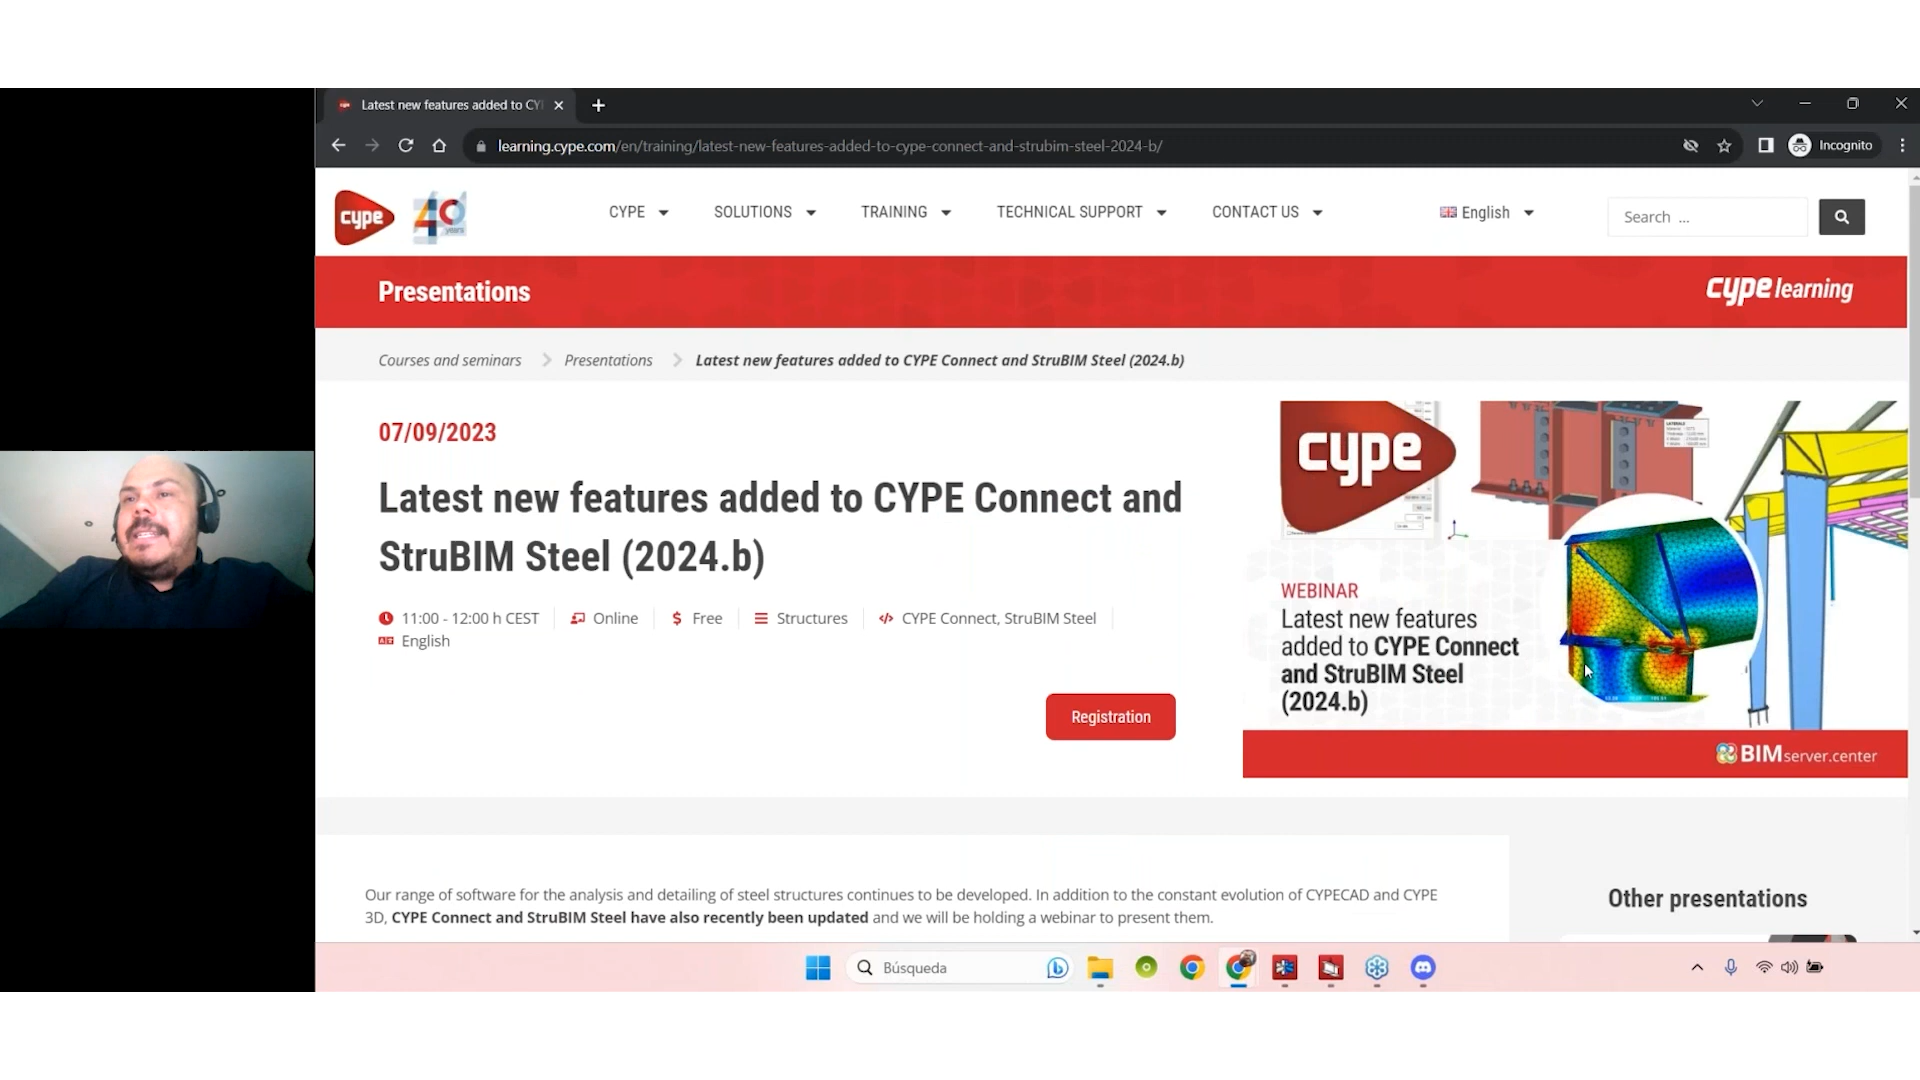 Latest new features added to CY
learning.cype.com/en/training/latest-new-features-added-to-cype-connect-and-strubim-steel-2024-b/
Incognito
cype
40
years
CYPE
SOLUTIONS
TRAINING
TECHNICAL SUPPORT
CONTACT US
English
Search ...
Presentations
cype learning
Courses and seminars
Presentations
Latest new features added to CYPE Connect and StruBIM Steel (2024.b)
07/09/2023
Latest new features added to CYPE Connect and
StruBIM Steel (2024.b)
11:00 - 12:00 h CEST
Online
Free
Structures
CYPE Connect, StruBIM Steel
English
Registration
cype
WEBINAR
Latest new features
added to CYPE Connect
and StruBIM Steel
(2024.b)
BIMserver.center
Our range of software for the analysis and detailing of steel structures continues to be developed. In addition to the constant evolution of CYPECAD and CYPE
3D, CYPE Connect and StruBIM Steel have also recently been updated and we will be holding a webinar to present them.
Other presentations
Búsqueda